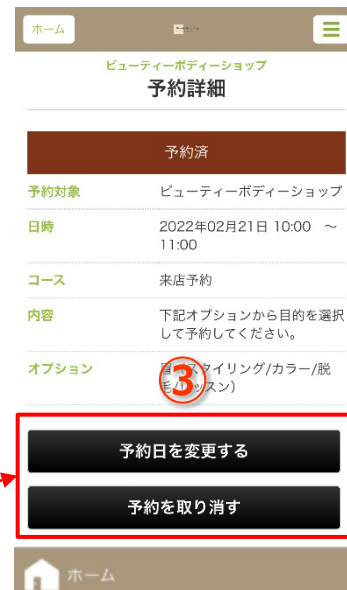 ホーム
ビューティーボディーショップ
予約詳細
予約済
予約対象 ビューティーボディーショップ
日時 2022年02月21日 10:00 ～
11:00
コース 来店予約
内容 下記オプションから目的を選択
して予約してください。
オプション 眉（スタイリング/カラー/脱
毛/レッスン）
③
予約日を変更する
予約を取り消す
ホーム